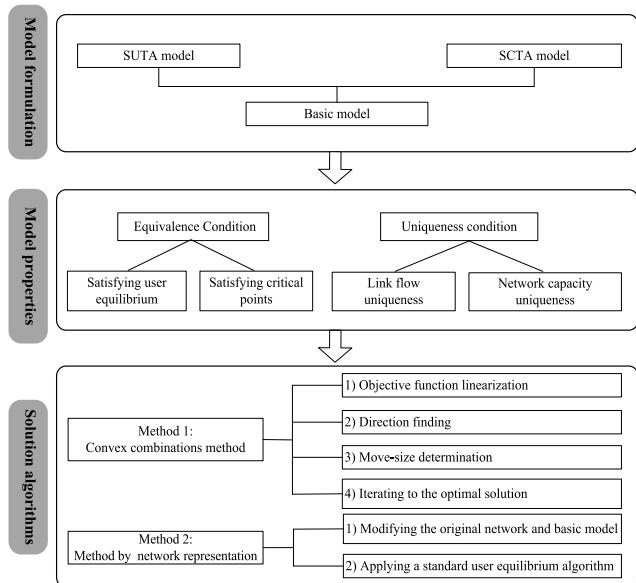 Model formulation
SUTA model
SCTA model
Basic model
Model properties
Equivalence Condition
Uniqueness condition
Satisfying user
equilibrium
Satisfying critical
points
Link flow
uniqueness
Network capacity
uniqueness
Solution algorithms
Method 1:
Convex combinations method
1) Objective function linearization
2) Direction finding
3) Move-size determination
4) Iterating to the optimal solution
Method 2:
Method by network representation
1) Modifying the original network and basic model
2) Applying a standard user equilibrium algorithm